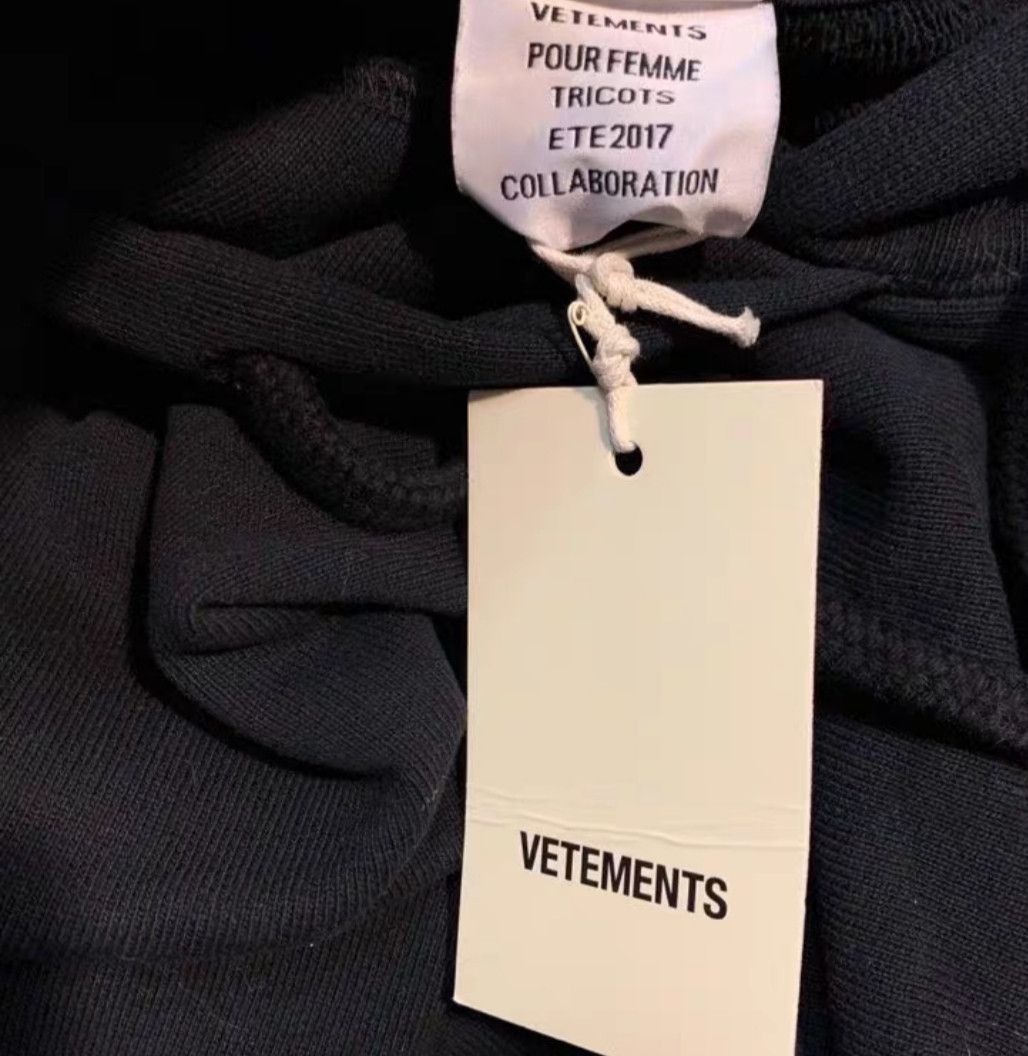 VETEMENTS
POUR FEMME
TRICOTS
ETE2017
COLLABORATION
VETEMENTS